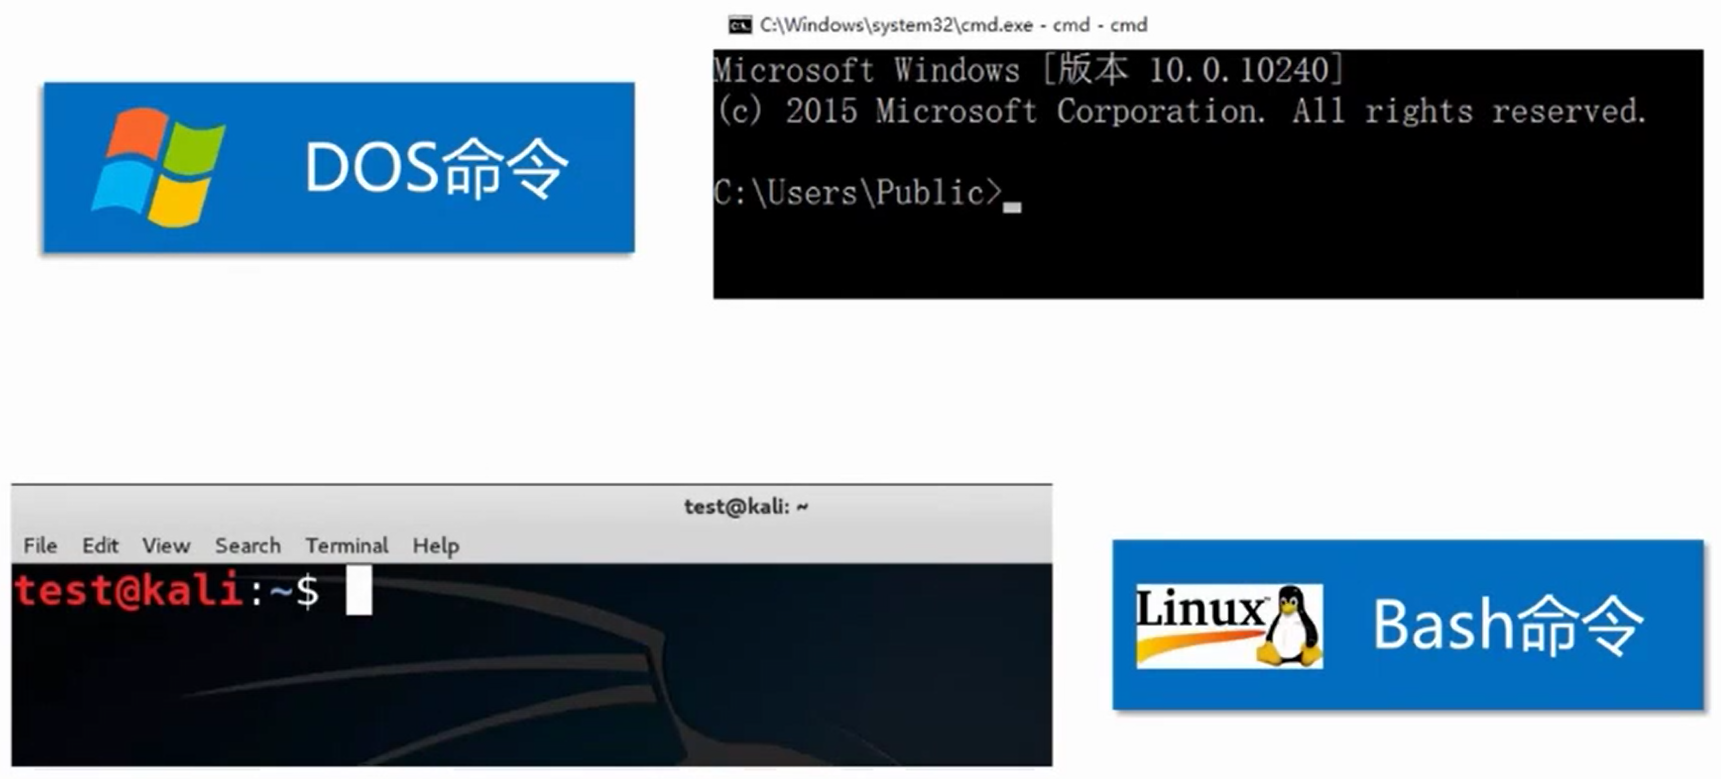 C:\Windows\system32\cmd.exe - cmd - cmd
Microsoft Windows [版本 10.0.10240]
(c) 2015 Microsoft Corporation. All rights reserved.
C:\Users\Public>
DOS命令
test@kali: ~
File Edit View Search Terminal Help
test@kali:~$
Linux™
Bash命令